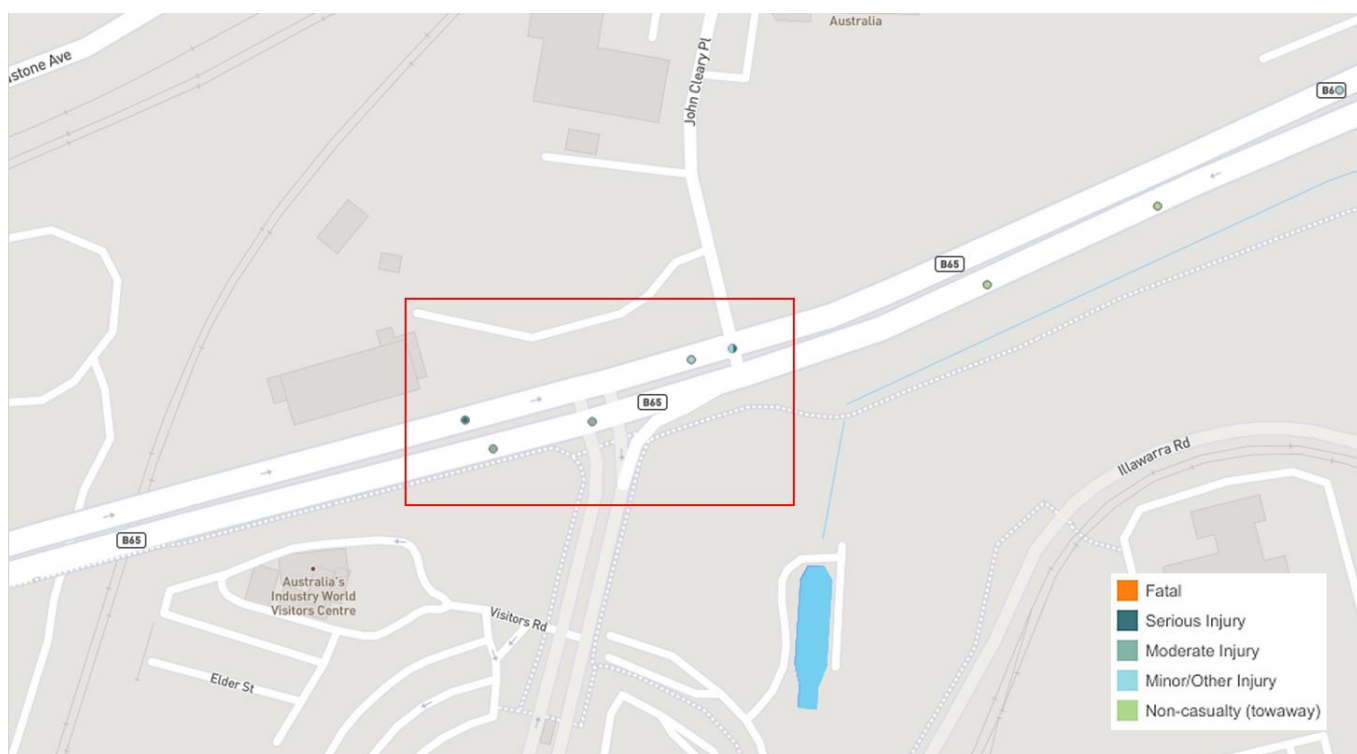 Australia
stone Ave
John Cleary Pl
B65
B65
B65
Illawarra Rd
Australia's
Industry World
Visitors Centre
Visitors Rd
Elder St
Fatal
Serious Injury
Moderate Injury
Minor/Other Injury
Non-casualty (towaway)